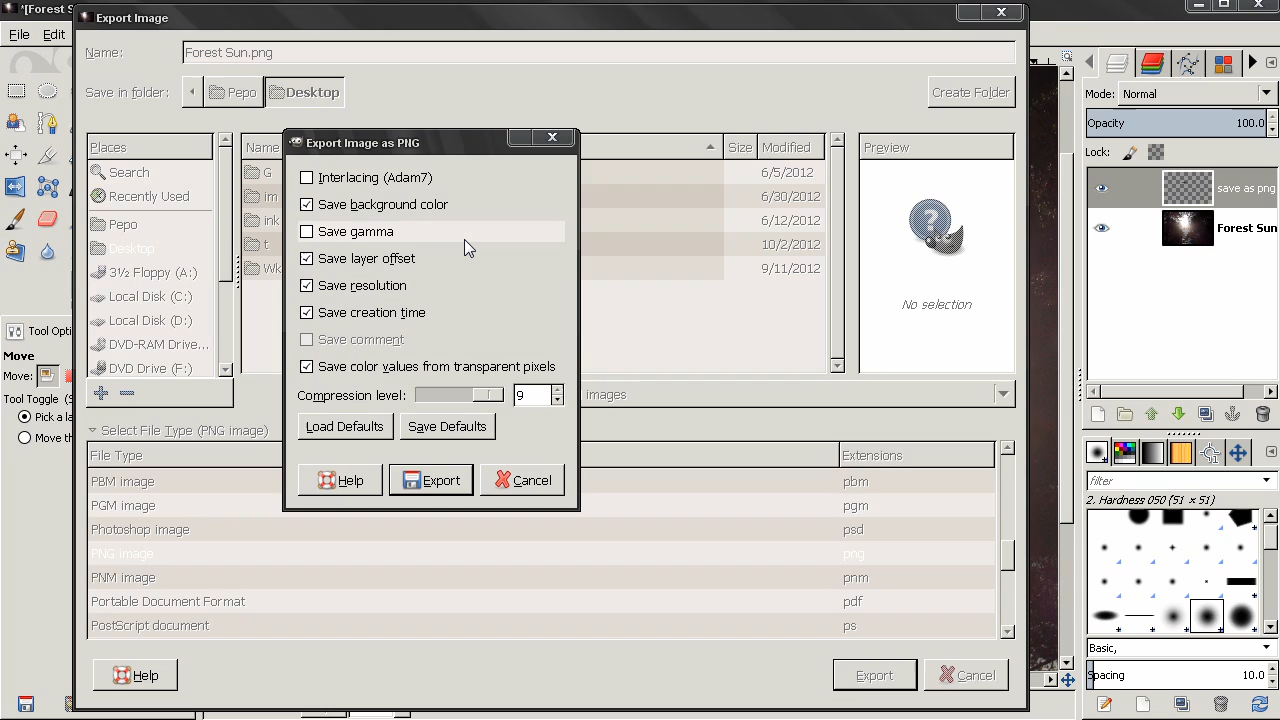 *[Forest S
Export Image
File Edit
Name: Forest Sun.png
Save in folder: Pepo Desktop Create Folder
Mode: Normal
Opacity 100.0
Lock:
save as png
Forest Sun
Places
Search
Recently Used
Pepo
Desktop
3½ Floppy (A:)
Local Disk (C:)
Local Disk (D:)
DVD-RAM Drive...
DVD Drive (F:)
Name Size Modified
G 6/5/2012
im 6/30/2012
ink 6/2/2012
t 10/2/2012
9/11/2012
Preview
No selection
Export Image as PNG
Interlacing (Adam7)
Save background color
Save gamma
Save layer offset
Save resolution
Save creation time
Save comment
Save color values from transparent pixels
Compression level: 9
Load Defaults Save Defaults
Help Export Cancel
images
Tool Opti
Move
Move:
Tool Toggle (
Pick a la
Move th
Select File Type (PNG image)
File Type Extensions
PBM image pbm
PGM image pgm
Photoshop image psd
PNG image png
PNM image pnm
Portable Document Format pdf
PostScript document ps
Help Export Cancel
filter
2. Hardness 050 (51 × 51)
Basic,
Spacing 10.0